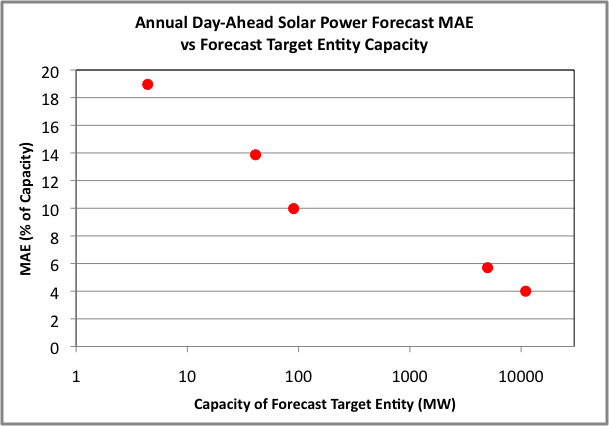 Annual Day-Ahead Solar Power Forecast MAE
vs Forecast Target Entity Capacity
20
18
16
14
12
10
8
6
4
2
0
MAE (% of Capacity)
1 10 100 1000 10000
Capacity of Forecast Target Entity (MW)